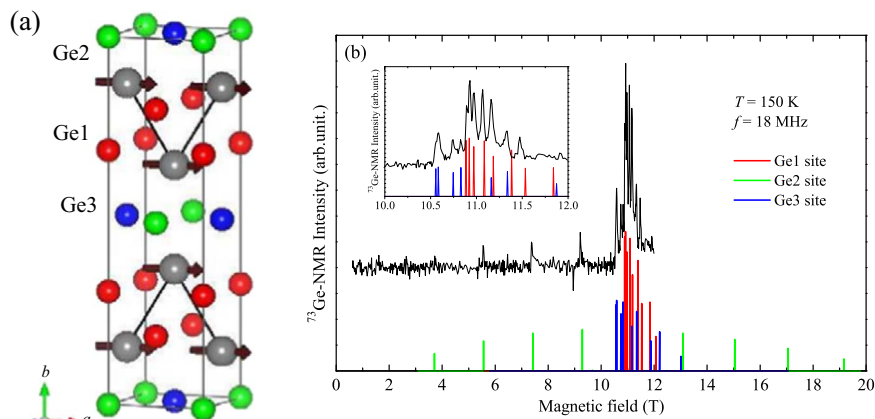 (a)
Ge2
Ge1
Ge3
b
(b)
73Ge-NMR Intensity (arb.unit.)
73Ge-NMR Intensity (arb.unit.)
10.0 10.5 11.0 11.5 12.0
T = 150 K
f = 18 MHz
Ge1 site
Ge2 site
Ge3 site
0 2 4 6 8 10 12 14 16 18 20
Magnetic field (T)